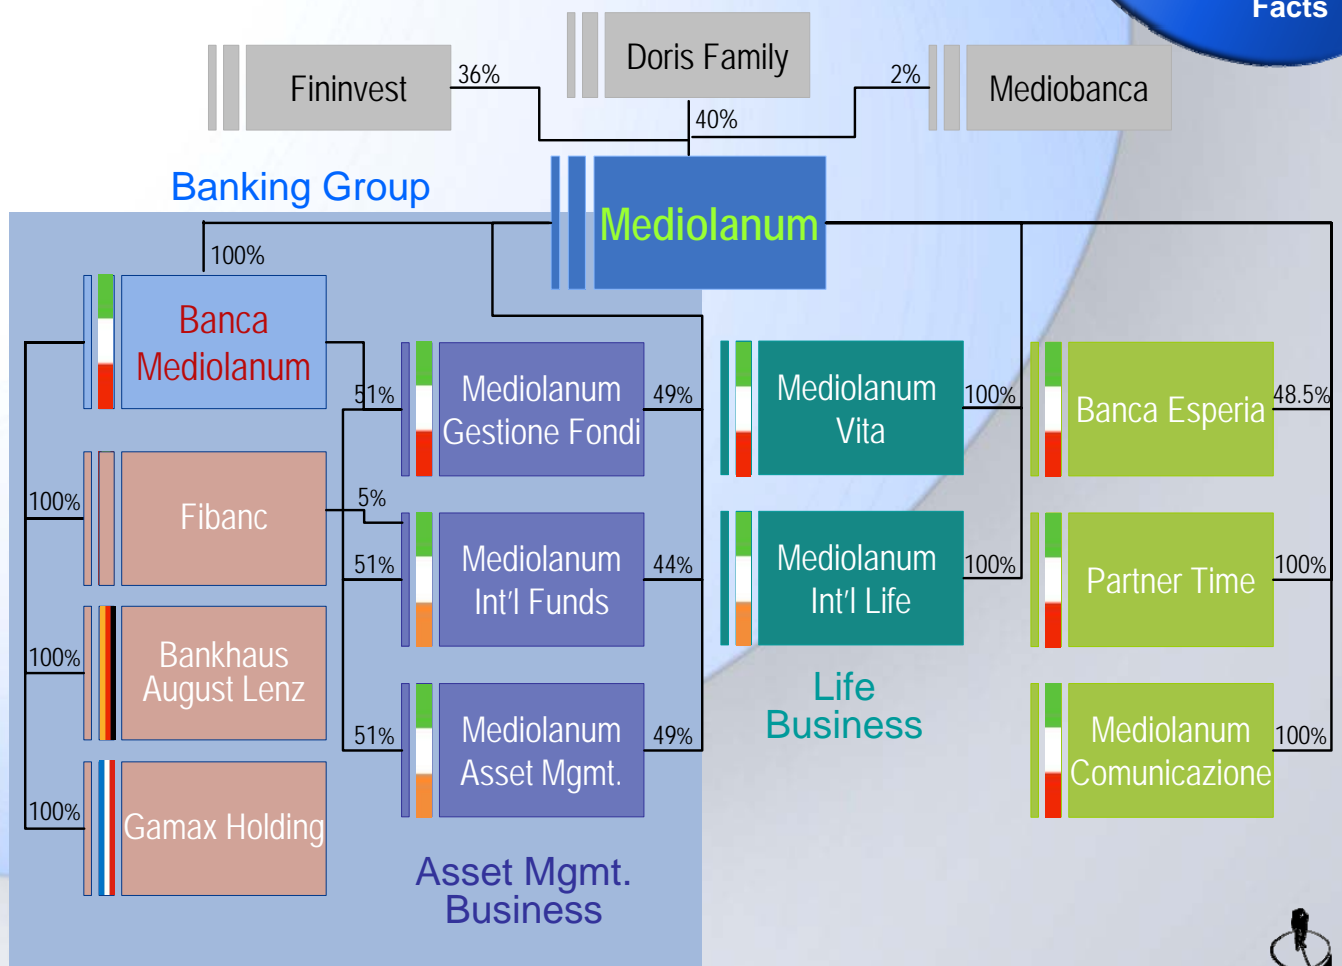 Facts
Doris Family
Fininvest
36%
2%
Mediobanca
40%
Banking Group
Mediolanum
100%
Banca
Mediolanum
51%
Mediolanum
Gestione Fondi
49%
Mediolanum
Vita
100%
Banca Esperia
48.5%
100%
Fibanc
5%
51%
Mediolanum
Int'l Funds
44%
Mediolanum
Int'l Life
100%
Partner Time
100%
100%
Bankhaus
August Lenz
Life
Business
51%
Mediolanum
Asset Mgmt.
49%
Mediolanum
Comunicazione
100%
100%
Gamax Holding
Asset Mgmt.
Business